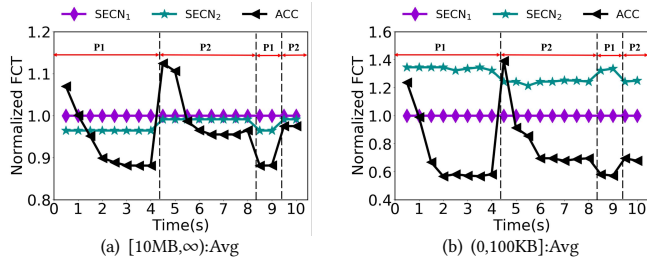 SECN1 SECN2 ACC
1.2
1.1
1.0
0.9
0.8
Normalized FCT
P1 P2 P1 P2
0 1 2 3 4 5 6 7 8 9 10
Time(s)
(a) [10MB,∞):Avg
SECN1 SECN2 ACC
1.6
1.4
1.2
1.0
0.8
0.6
0.4
Normalized FCT
P1 P2 P1 P2
0 1 2 3 4 5 6 7 8 9 10
Time(s)
(b) (0,100KB]:Avg